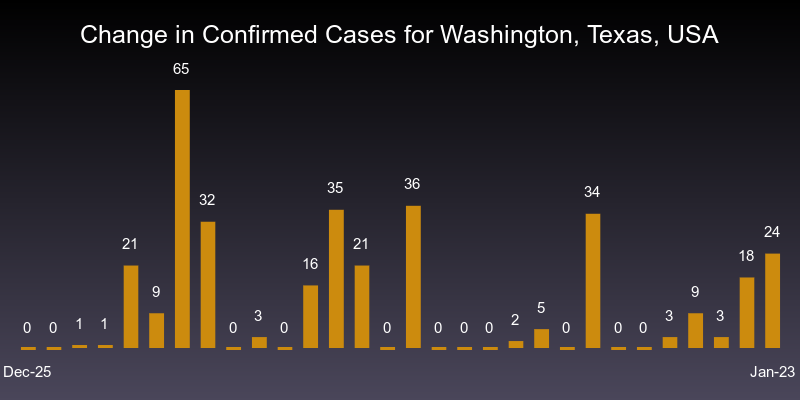 Change in Confirmed Cases for Washington, Texas, USA
0 0 1 1 21 9 65 32 0 3 0 16 35 21 0 36 0 0 0 2 5 0 34 0 0 3 9 3 18 24
Dec-25 Jan-23